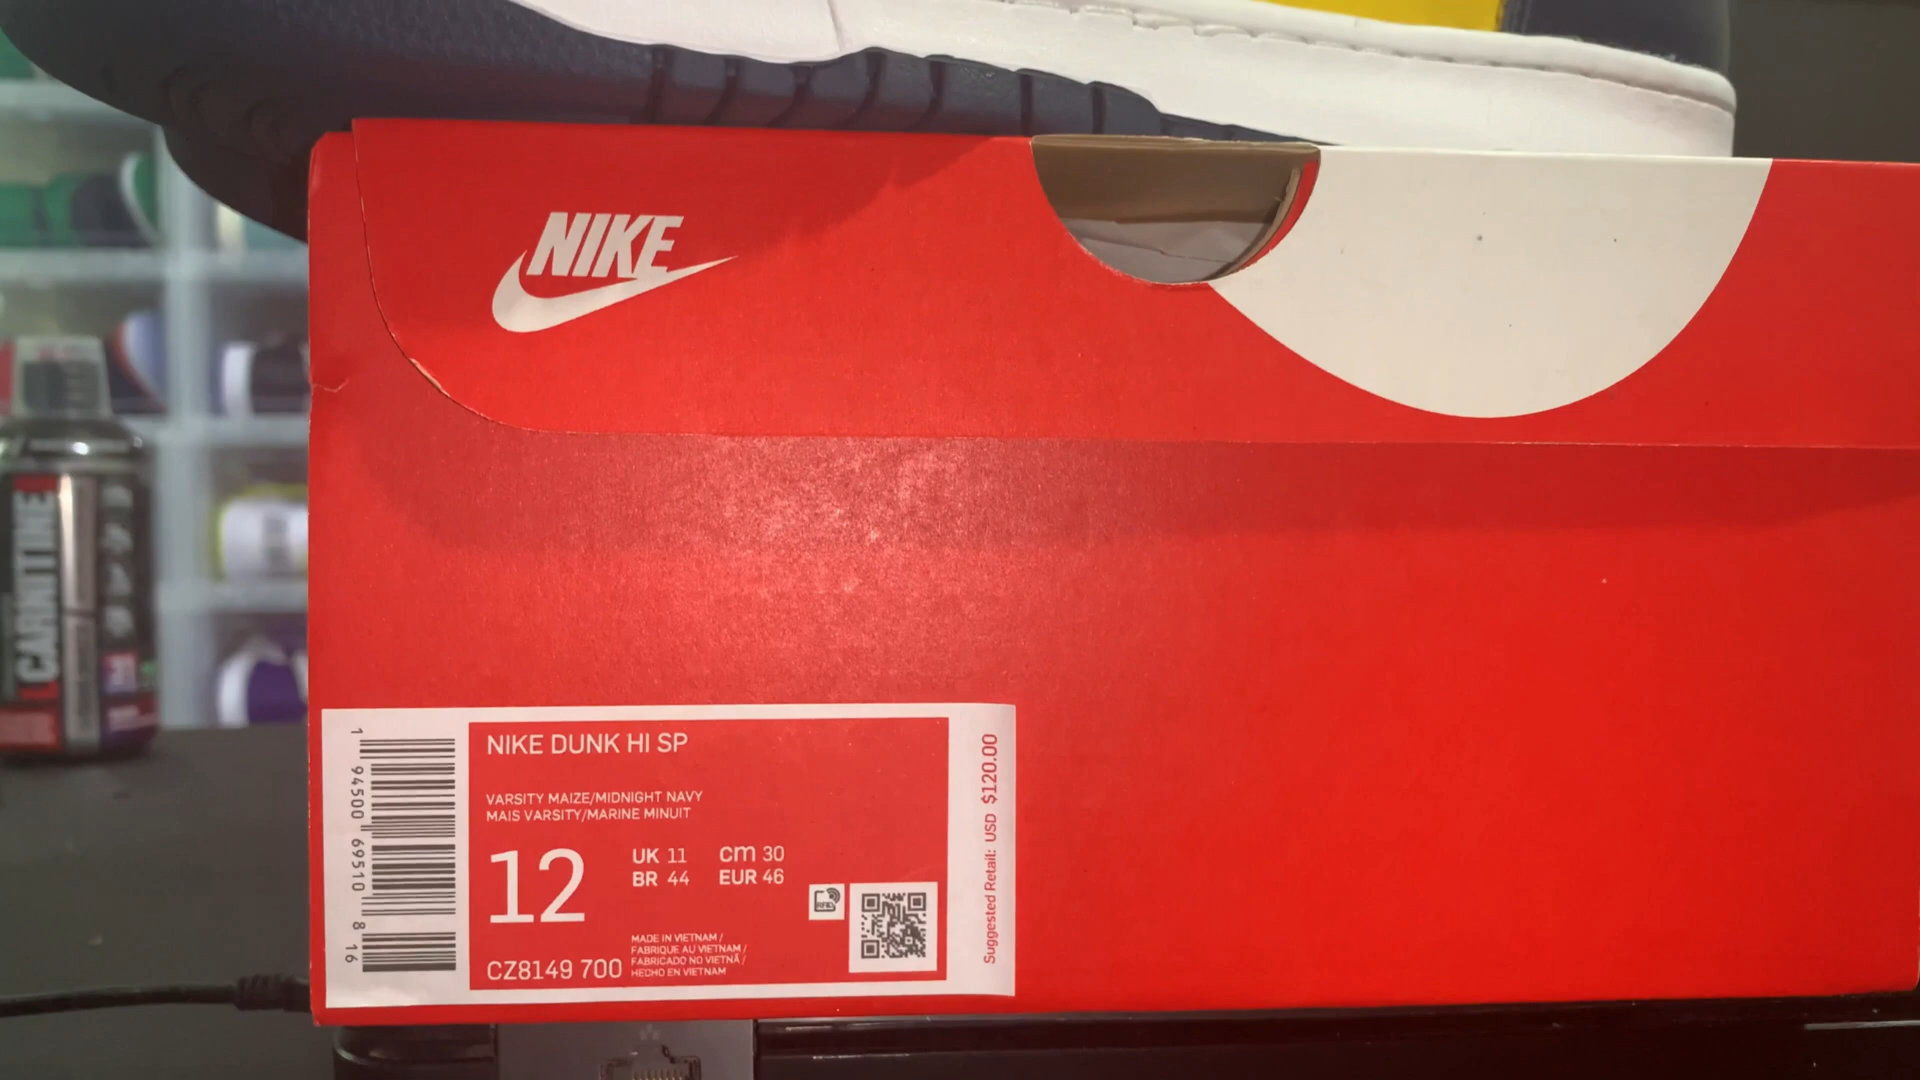 NIKE
CARNITINE
NIKE DUNK HI SP
VARSITY MAIZE/MIDNIGHT NAVY
MAIS VARSITY/MARINE MINUIT
12
UK 11
cm 30
BR 44
EUR 46
RFID
CZ8149 700
MADE IN VIETNAM /
FABRIQUE AU VIETNAM /
FABRICADO NO VIETNÃ /
HECHO EN VIETNAM
1 94500 69510 8 16
Suggested Retail: USD $120.00